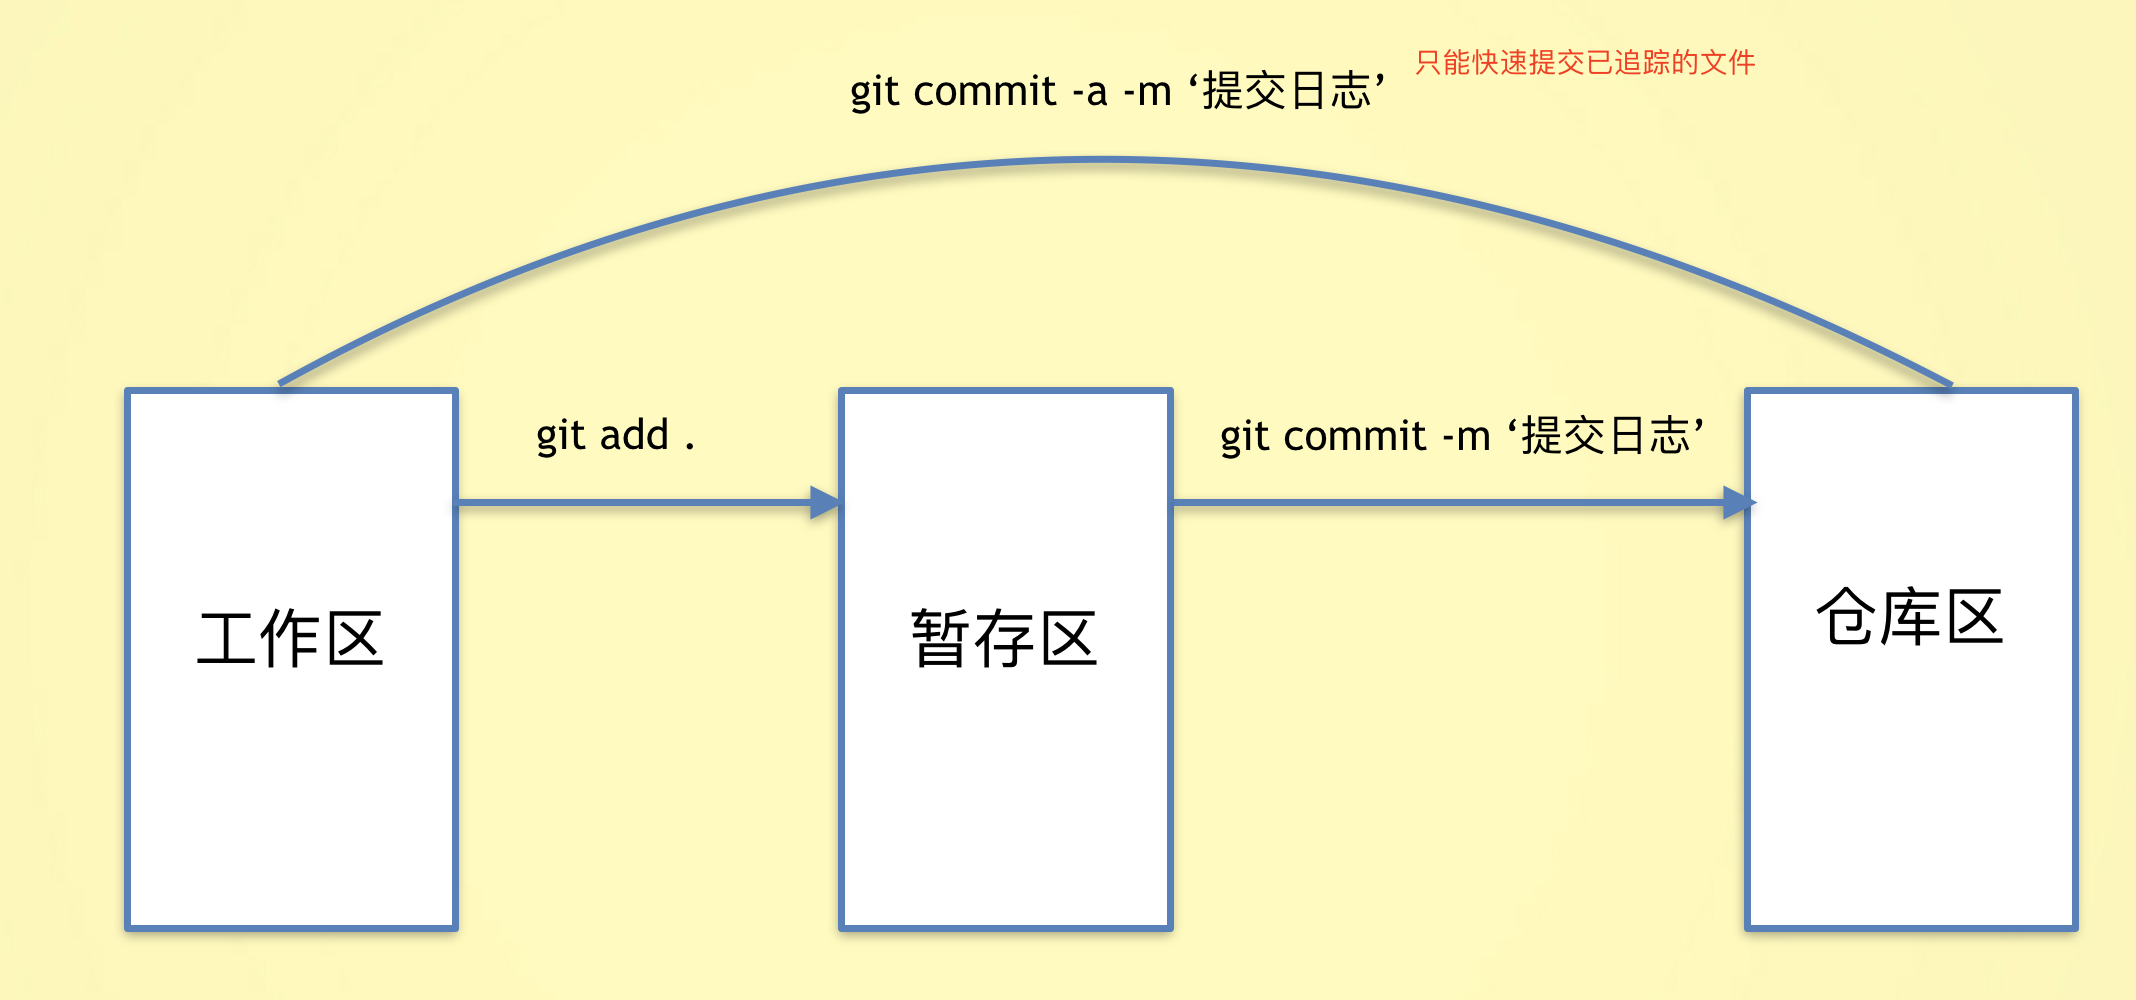 只能快速提交已追踪的文件
git commit -a -m ‘提交日志’
git add .
git commit -m ‘提交日志’
工作区
暂存区
仓库区